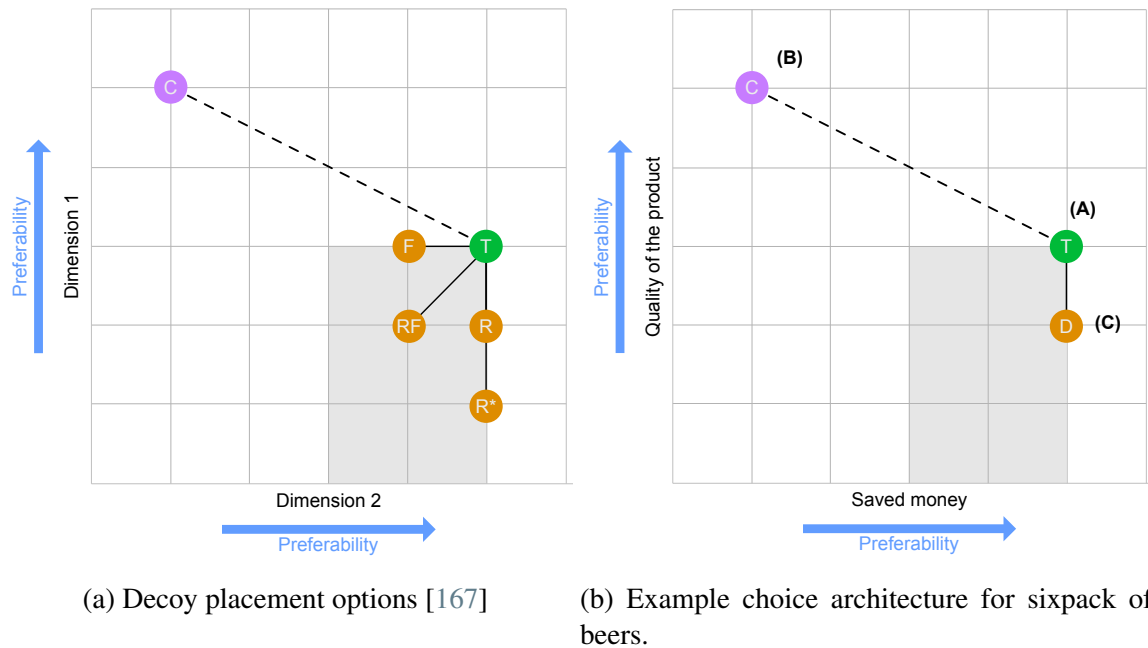 C
F
T
RF
R
R*
Dimension 1
Preferability
Dimension 2
Preferability
(a) Decoy placement options [167]
(B)
C
(A)
T
D
(C)
Quality of the product
Preferability
Saved money
Preferability
(b) Example choice architecture for sixpack of
beers.